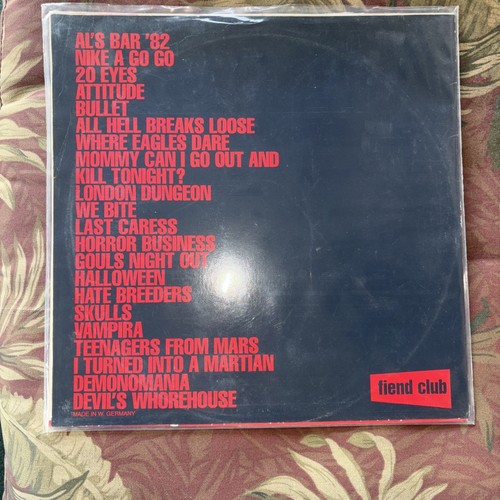 AL'S BAR '82
NIKE A GO GO
20 EYES
ATTITUDE
BULLET
ALL HELL BREAKS LOOSE
WHERE EAGLES DARE
MOMMY CAN I GO OUT AND
KILL TONIGHT?
LONDON DUNGEON
WE BITE
LAST CARESS
HORROR BUSINESS
GOULS NIGHT OUT
HALLOWEEN
HATE BREEDERS
SKULLS
VAMPIRA
TEENAGERS FROM MARS
I TURNED INTO A MARTIAN
DEMONOMANIA
DEVIL'S WHOREHOUSE
MADE IN W. GERMANY
fiend club